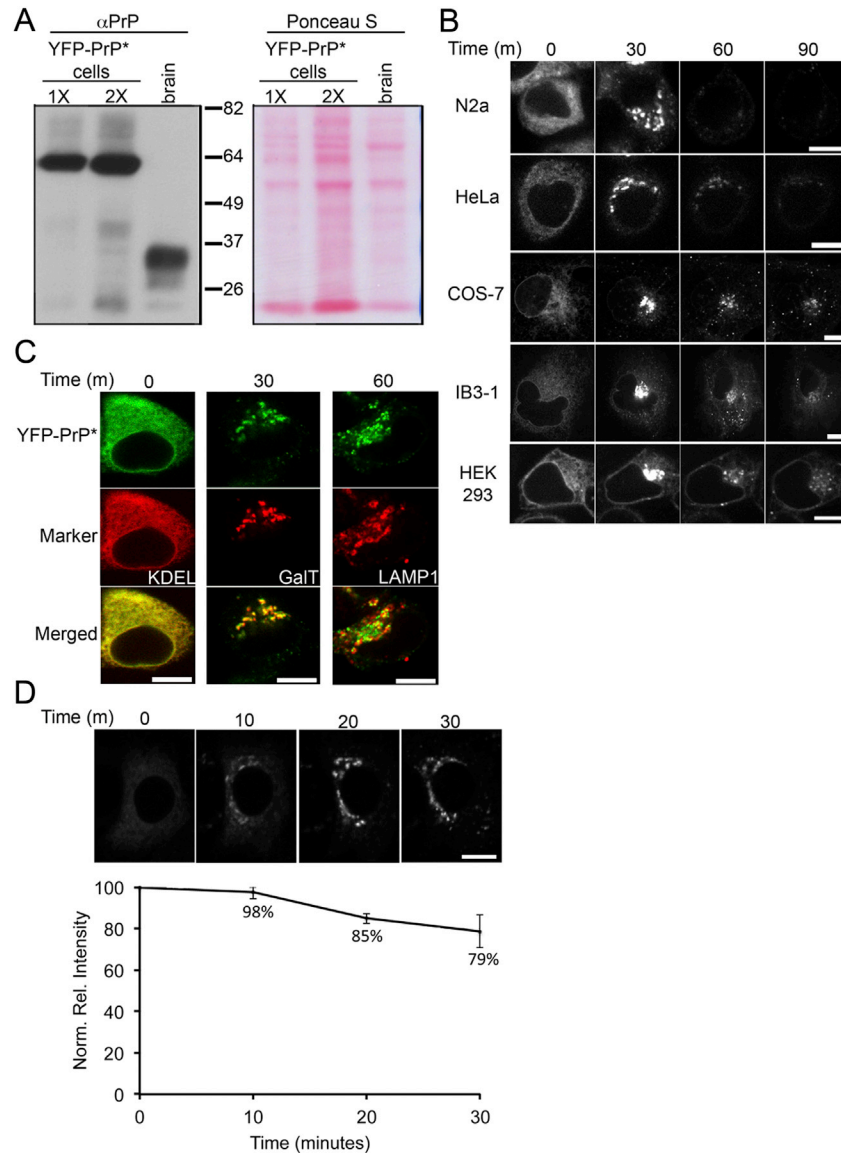 A
αPrP
YFP-PrP*
cells
brain
1X 2X
82
64
49
37
26
Ponceau S
YFP-PrP*
cells
brain
1X 2X
B
Time (m) 0 30 60 90
N2a
HeLa
COS-7
IB3-1
HEK
293
C
Time (m) 0 30 60
YFP-PrP*
Marker
KDEL GalT LAMP1
Merged
D
Time (m) 0 10 20 30
100
80
60
40
20
0
98%
85%
79%
Norm. Rel. Intensity
0 10 20 30
Time (minutes)